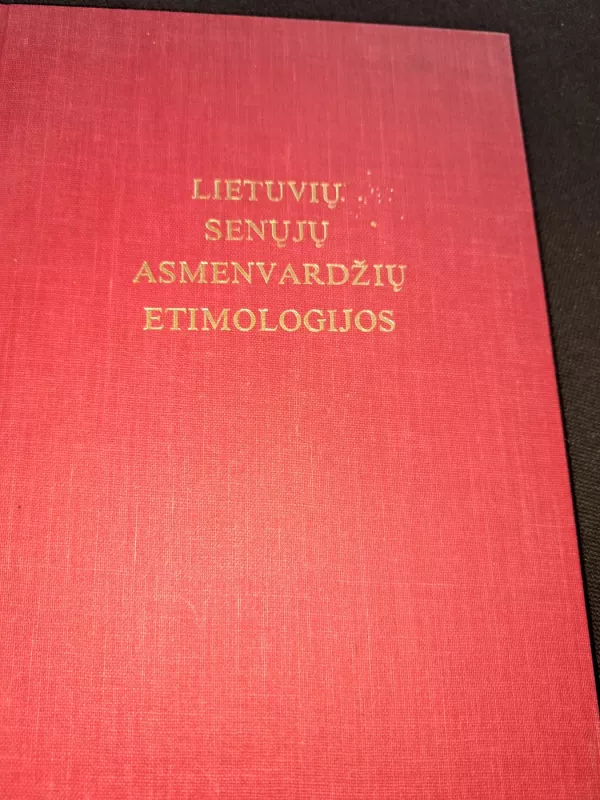 LIETUVIŲ
SENŲJŲ
ASMENVARDŽIŲ
ETIMOLOGIJOS